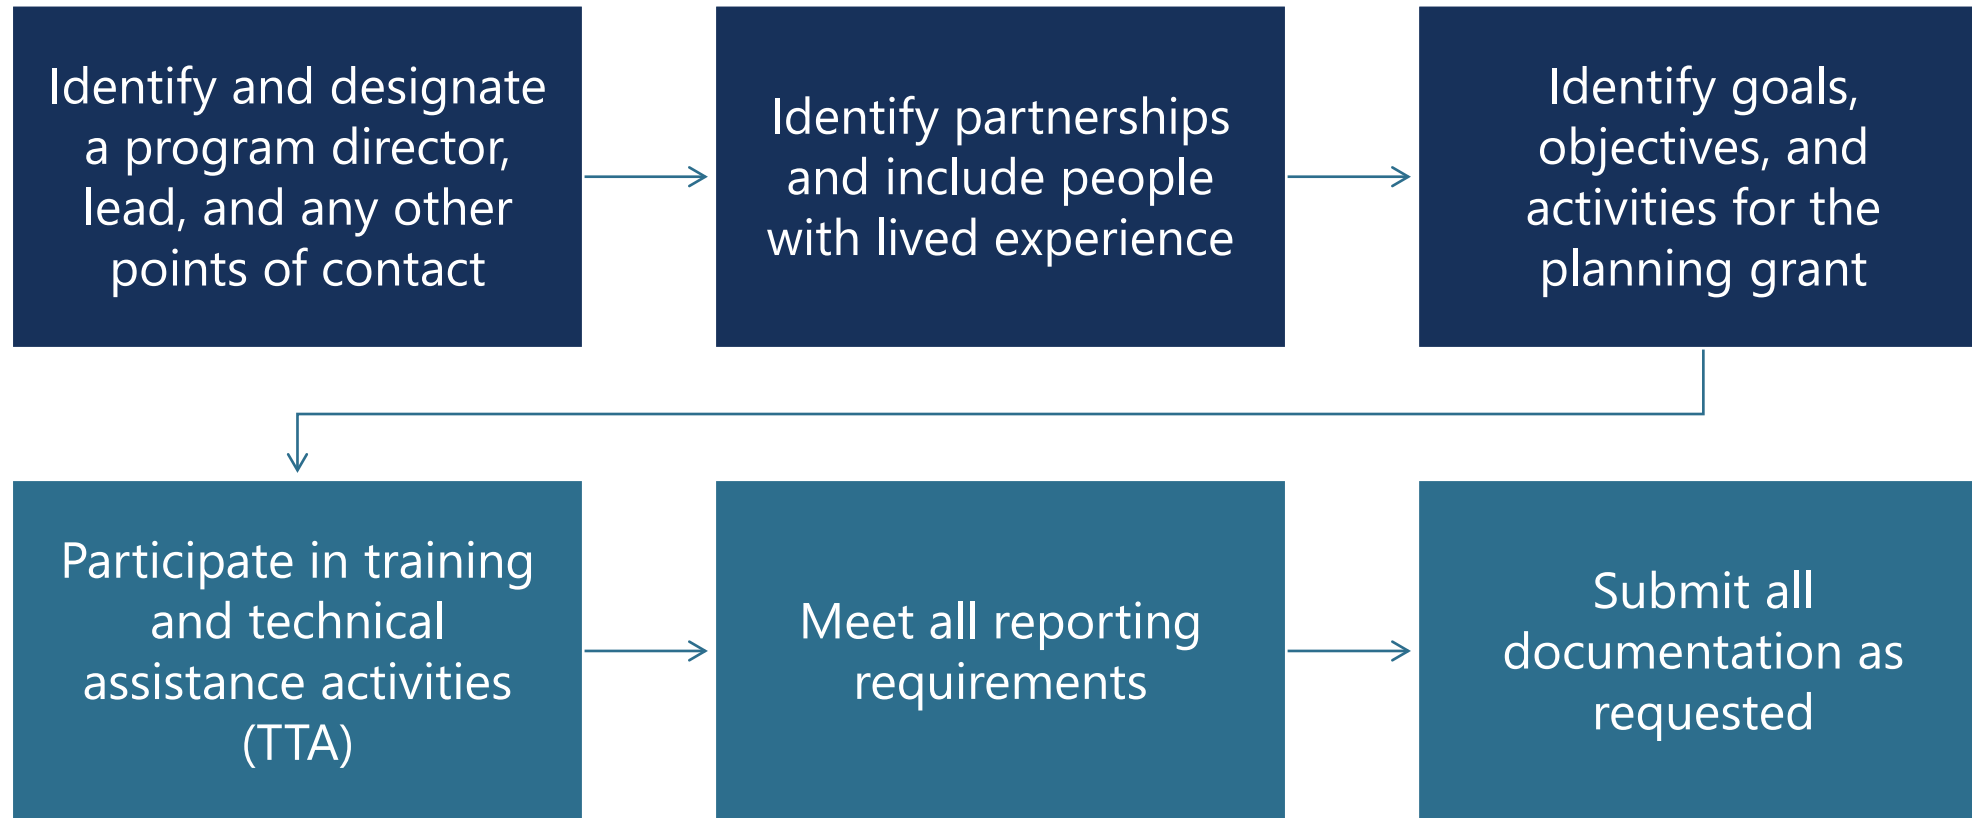 Identify and designate
a program director,
lead, and any other
points of contact
Identify partnerships
and include people
with lived experience
Identify goals,
objectives, and
activities for the
planning grant
Participate in training
and technical
assistance activities
(TTA)
Meet all reporting
requirements
Submit all
documentation as
requested